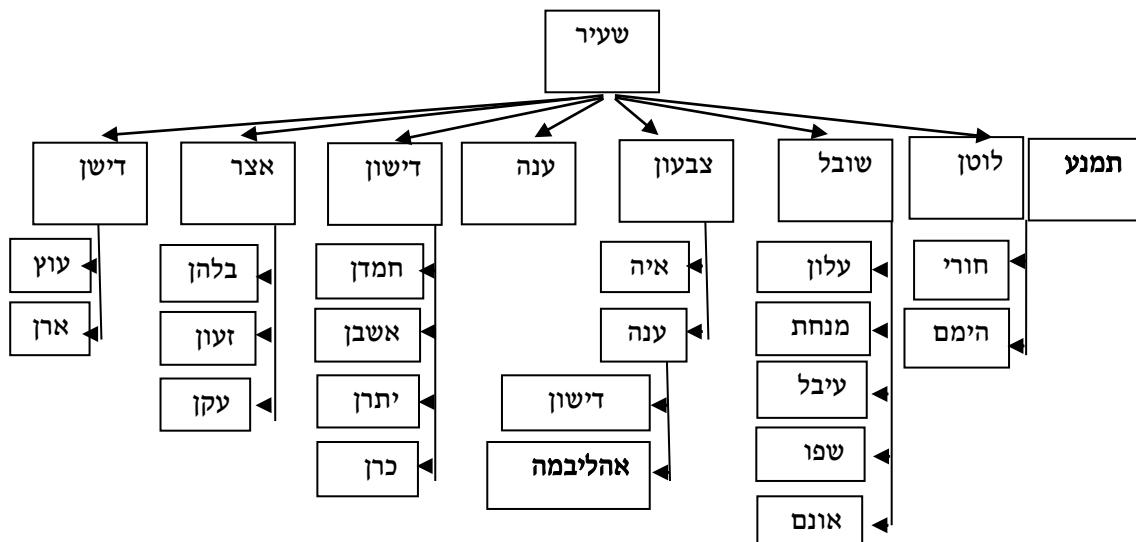 שעיר
תמנע
לוטן
שובל
צבעון
ענה
דישון
אצר
דישן
חורי
הימם
עלון
מנחת
עיבל
שפו
אונם
איה
ענה
דישון
אהליבמה
חמדן
אשבן
יתרן
כרן
בלהן
זעון
עקן
עוץ
ארן